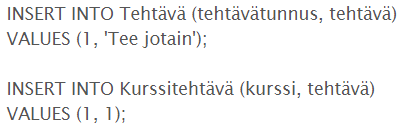 INSERT INTO Tehtävä (tehtävätunnus, tehtävä)
VALUES (1, 'Tee jotain');
INSERT INTO Kurssitehtävä (kurssi, tehtävä)
VALUES (1, 1);